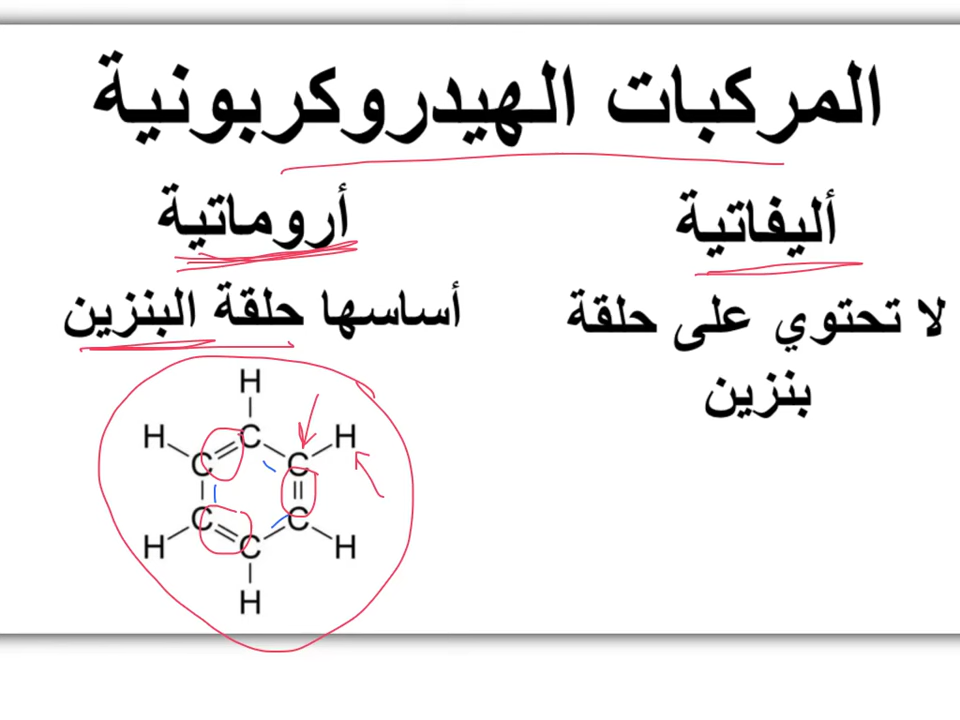 المركبات الهيدروكربونية
أليفاتية
لا تحتوي على حلقة
بنزين
أروماتية
أساسها حلقة البنزين
H
H C C H
C C
H C H
H